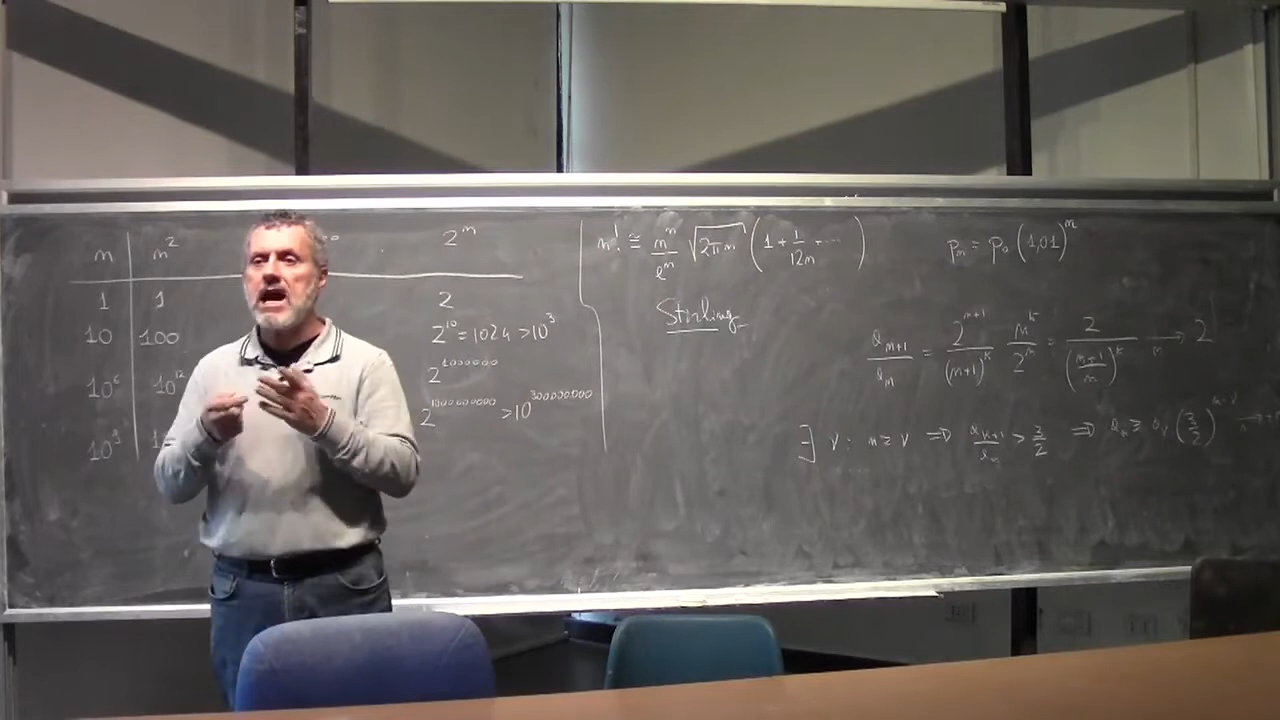 n n² 2ⁿ
1 1 2
10 100 2¹⁰ = 1024 > 10³
10⁶ 10¹² 2¹⁰⁰⁰⁰⁰⁰
10⁹ 2¹⁰⁰⁰⁰⁰⁰⁰⁰⁰ > 10³⁰⁰⁰⁰⁰⁰⁰⁰
n! ≅ nⁿ/eⁿ √(2πn) (1 + 1/12n + ...)
Stirling
pₙ = p₀ (1,01)ⁿ
aₙ₊₁/aₙ = 2ⁿ⁺¹/(n+1)ᵏ nᵏ/2ⁿ = 2/((n+1)/n)ᵏ → 2
∃ ν : n ≥ ν ⇒ aₙ₊₁/aₙ > 3/2 ⇒ aₙ ≥ aᵥ (3/2)ⁿ⁻ᵛ →